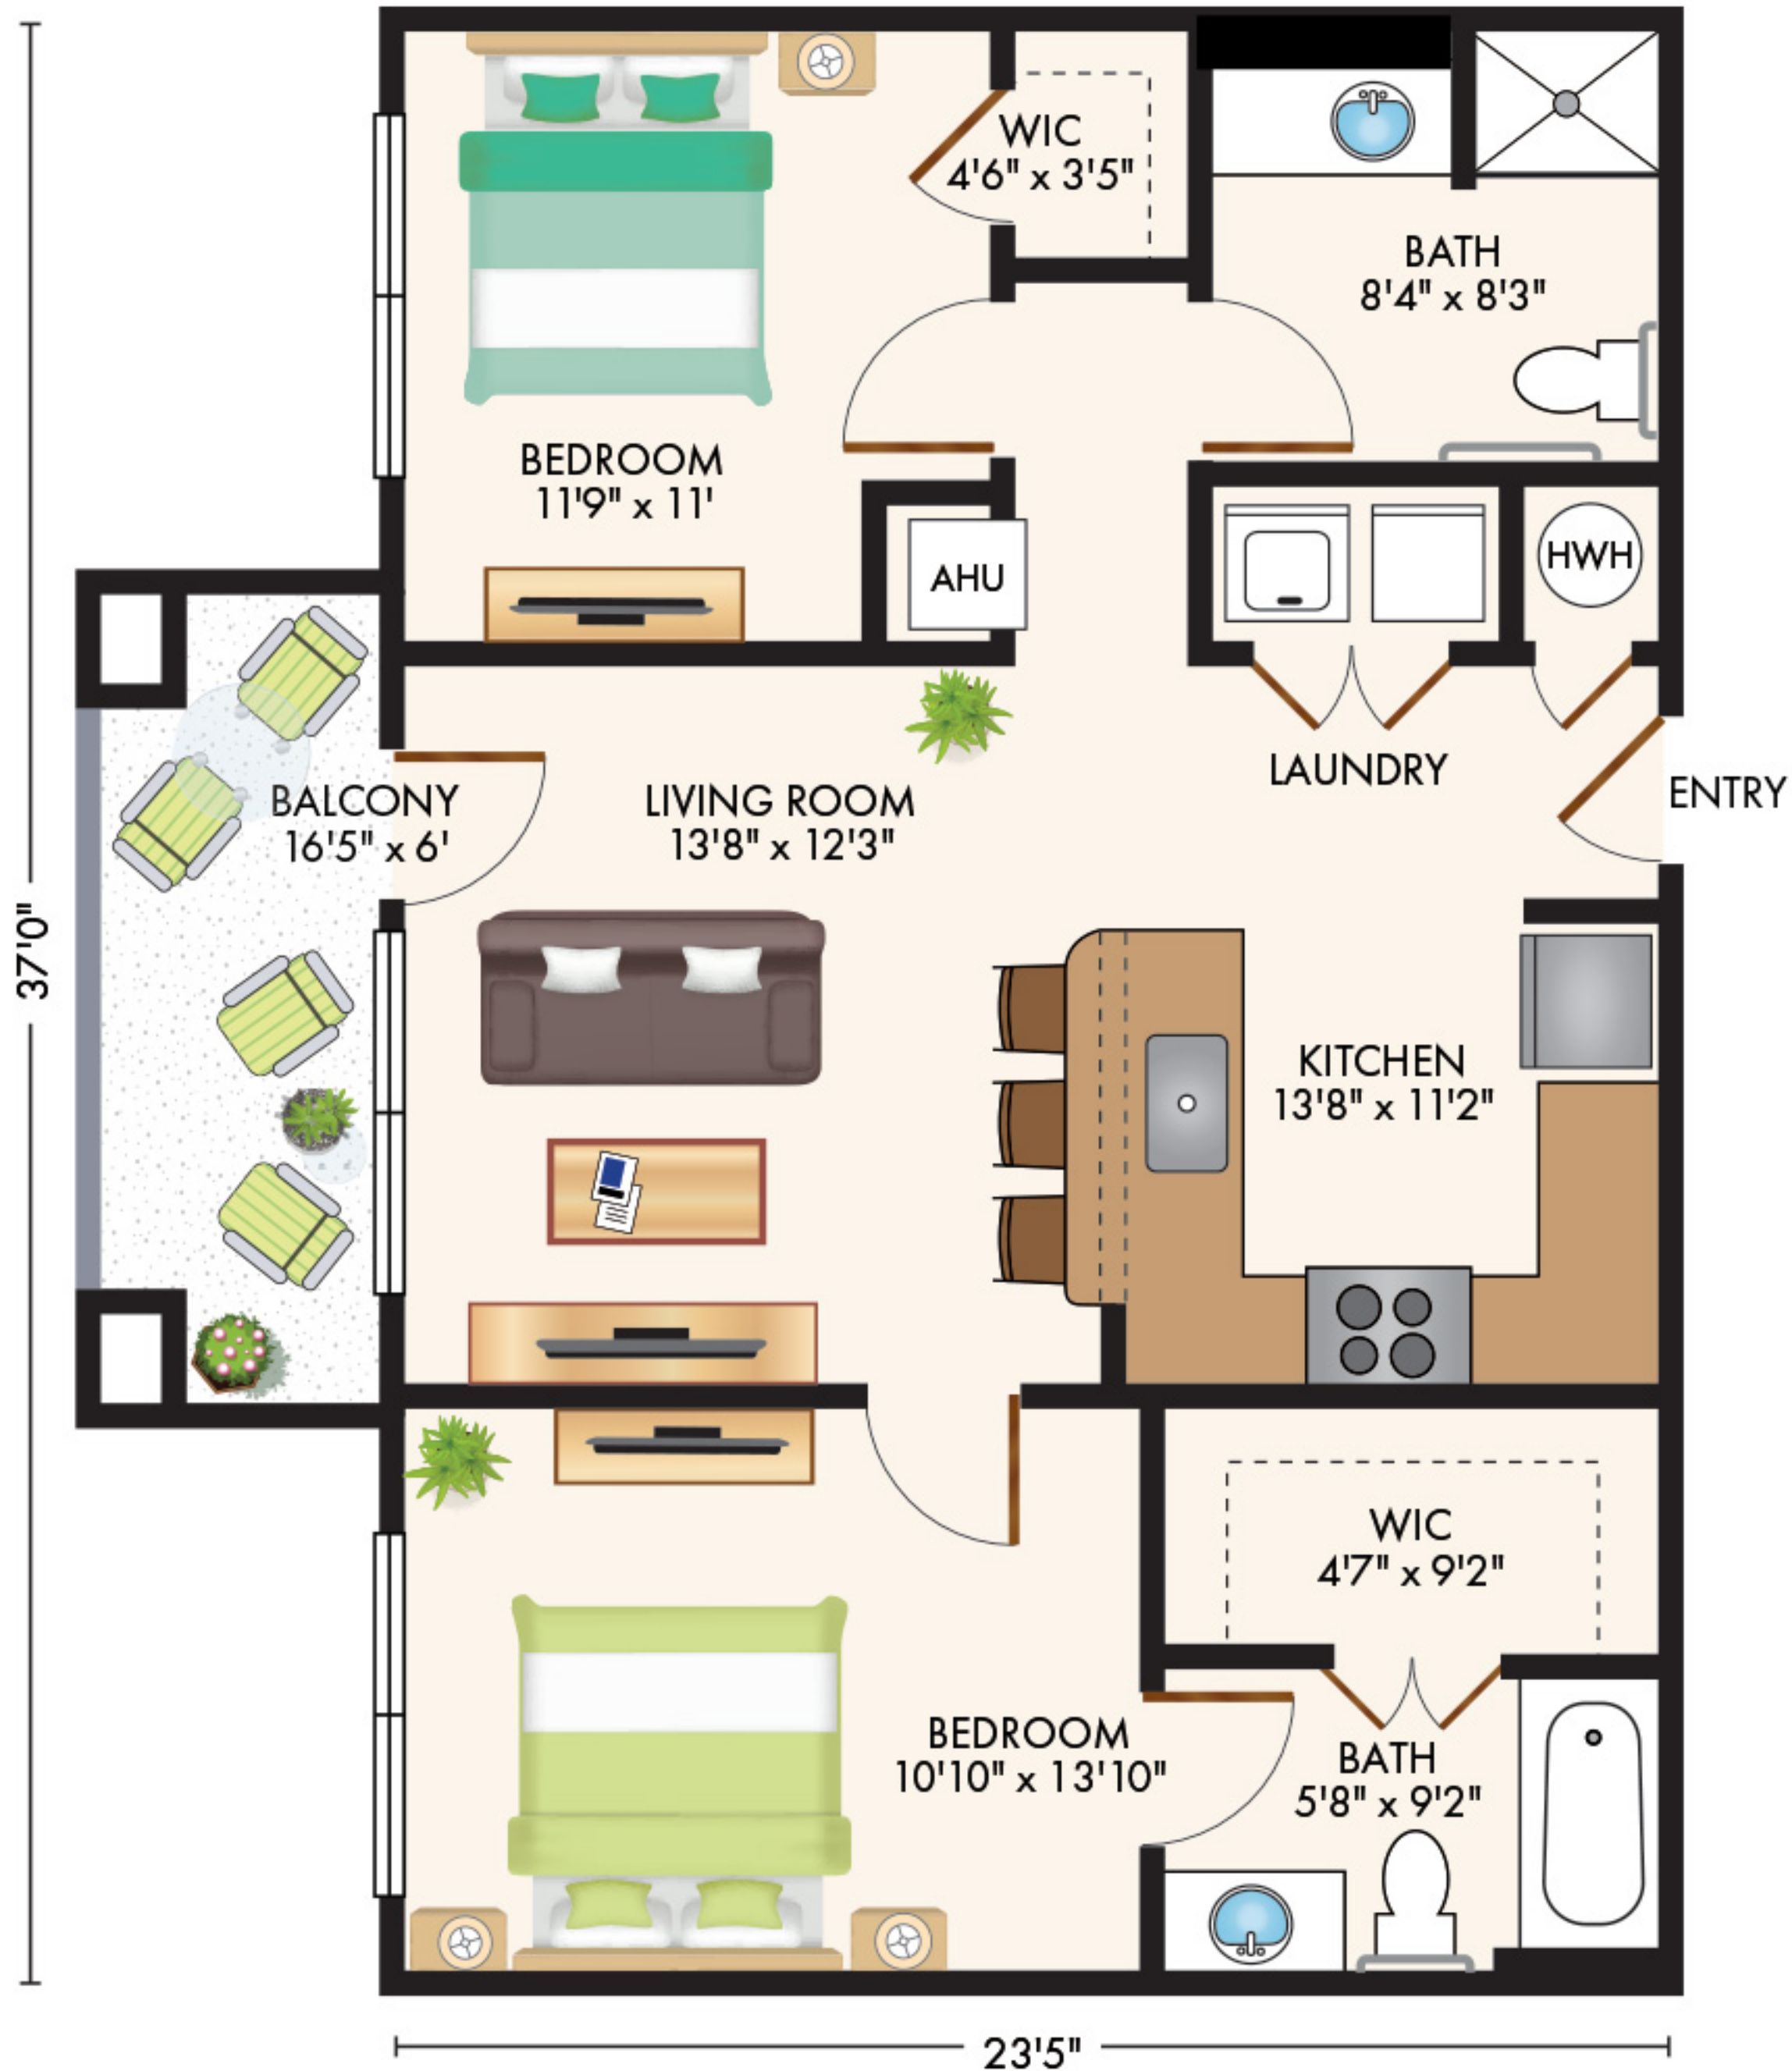 WIC
4'6" x 3'5"
BATH
8'4" x 8'3"
BEDROOM
11'9" x 11'
AHU
HWH
LAUNDRY
ENTRY
BALCONY
16'5" x 6'
LIVING ROOM
13'8" x 12'3"
37'0"
KITCHEN
13'8" x 11'2"
WIC
4'7" x 9'2"
BEDROOM
10'10" x 13'10"
BATH
5'8" x 9'2"
23'5"